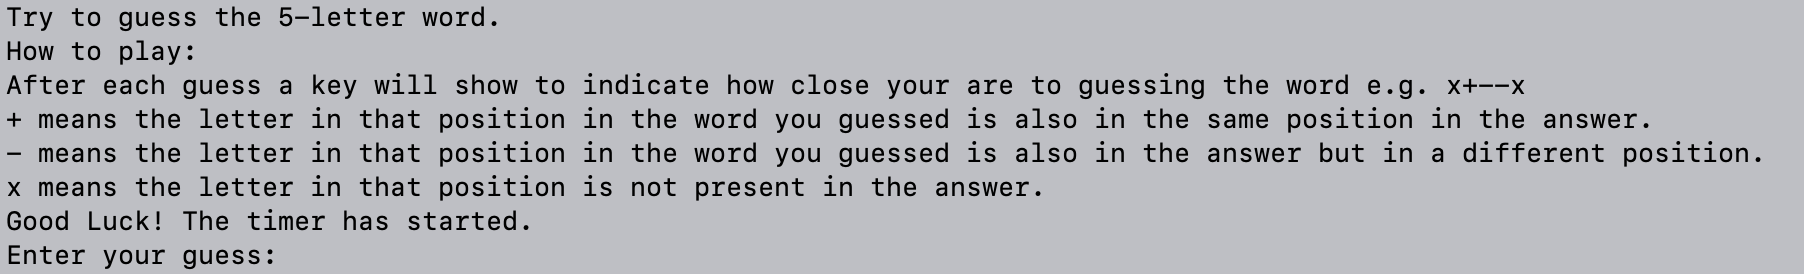 Try to guess the 5-letter word.
How to play:
After each guess a key will show to indicate how close your are to guessing the word e.g. x+--x
+ means the letter in that position in the word you guessed is also in the same position in the answer.
- means the letter in that position in the word you guessed is also in the answer but in a different position.
x means the letter in that position is not present in the answer.
Good Luck! The timer has started.
Enter your guess: